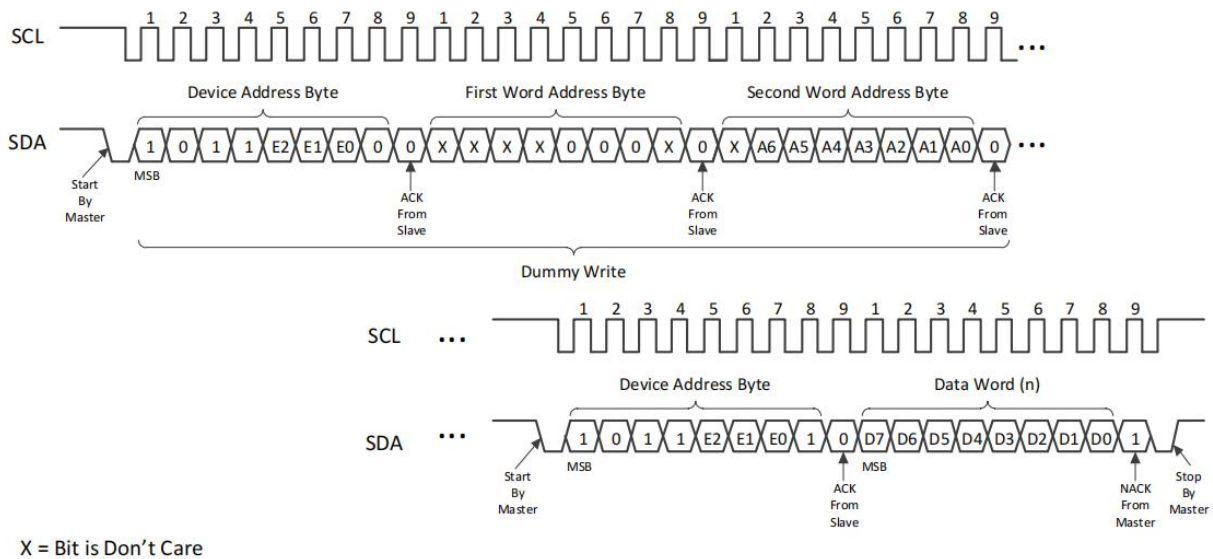 1 2 3 4 5 6 7 8 9 1 2 3 4 5 6 7 8 9 1 2 3 4 5 6 7 8 9
SCL ...
Device Address Byte First Word Address Byte Second Word Address Byte
SDA 1 0 1 1 E2 E1 E0 0 0 X X X X 0 0 0 X 0 X A6 A5 A4 A3 A2 A1 A0 0 ...
MSB
Start
By
Master
ACK
From
Slave
ACK
From
Slave
ACK
From
Slave
Dummy Write
1 2 3 4 5 6 7 8 9 1 2 3 4 5 6 7 8 9
SCL ...
Device Address Byte Data Word (n)
SDA ... 1 0 1 1 E2 E1 E0 1 0 D7 D6 D5 D4 D3 D2 D1 D0 1
MSB MSB
Start
By
Master
ACK
From
Slave
NACK
From
Master
Stop
By
Master
X = Bit is Don't Care